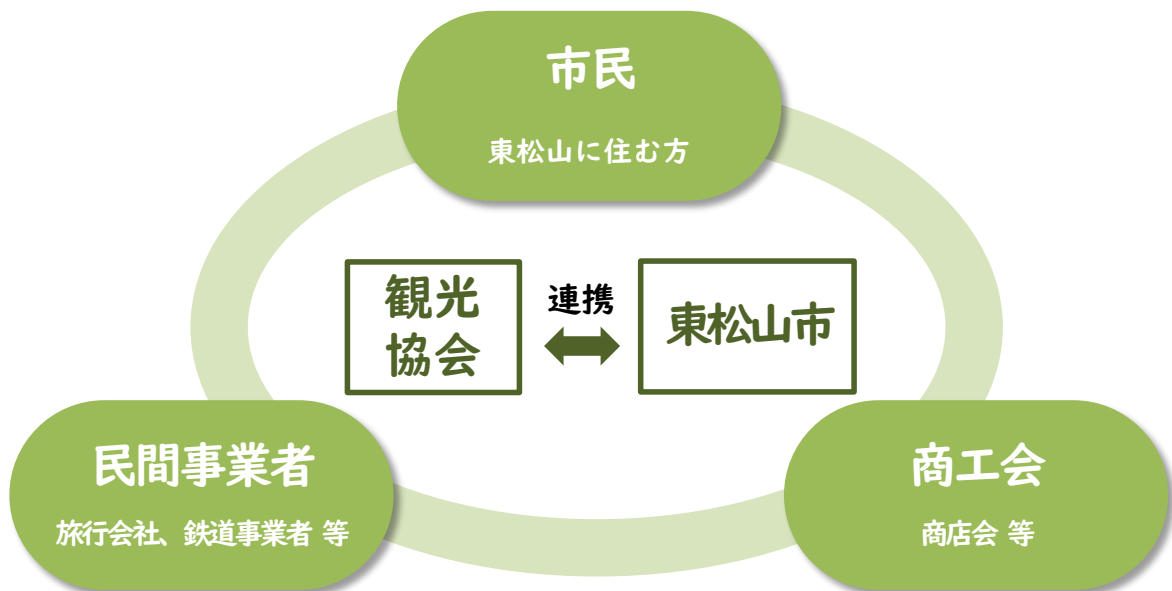 市民
東松山に住む方
観光
協会
連携
東松山市
民間事業者
旅行会社、鉄道事業者 等
商工会
商店会 等